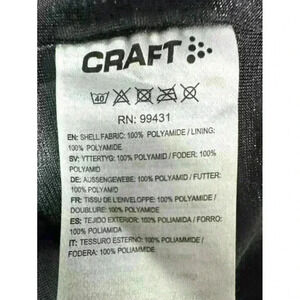 CRAFT
40
RN: 99431
EN: SHELL FABRIC: 100% POLYAMIDE / LINING:
100% POLYAMIDE
SV: YTTERTYG: 100% POLYAMID / FODER: 100%
POLYAMID
DE: AUSSENGEWEBE: 100% POLYAMID / FUTTER:
100% POLYAMID
FR: TISSU DE L'ENVELOPPE: 100% POLYAMIDE /
DOUBLURE: 100% POLYAMIDE
ES: TEJIDO EXTERIOR: 100% POLIAMIDA / FORRO:
100% POLIAMIDA
IT: TESSURO ESTERNO: 100% POLIAMMIDE /
FODERA: 100% POLIAMMIDE